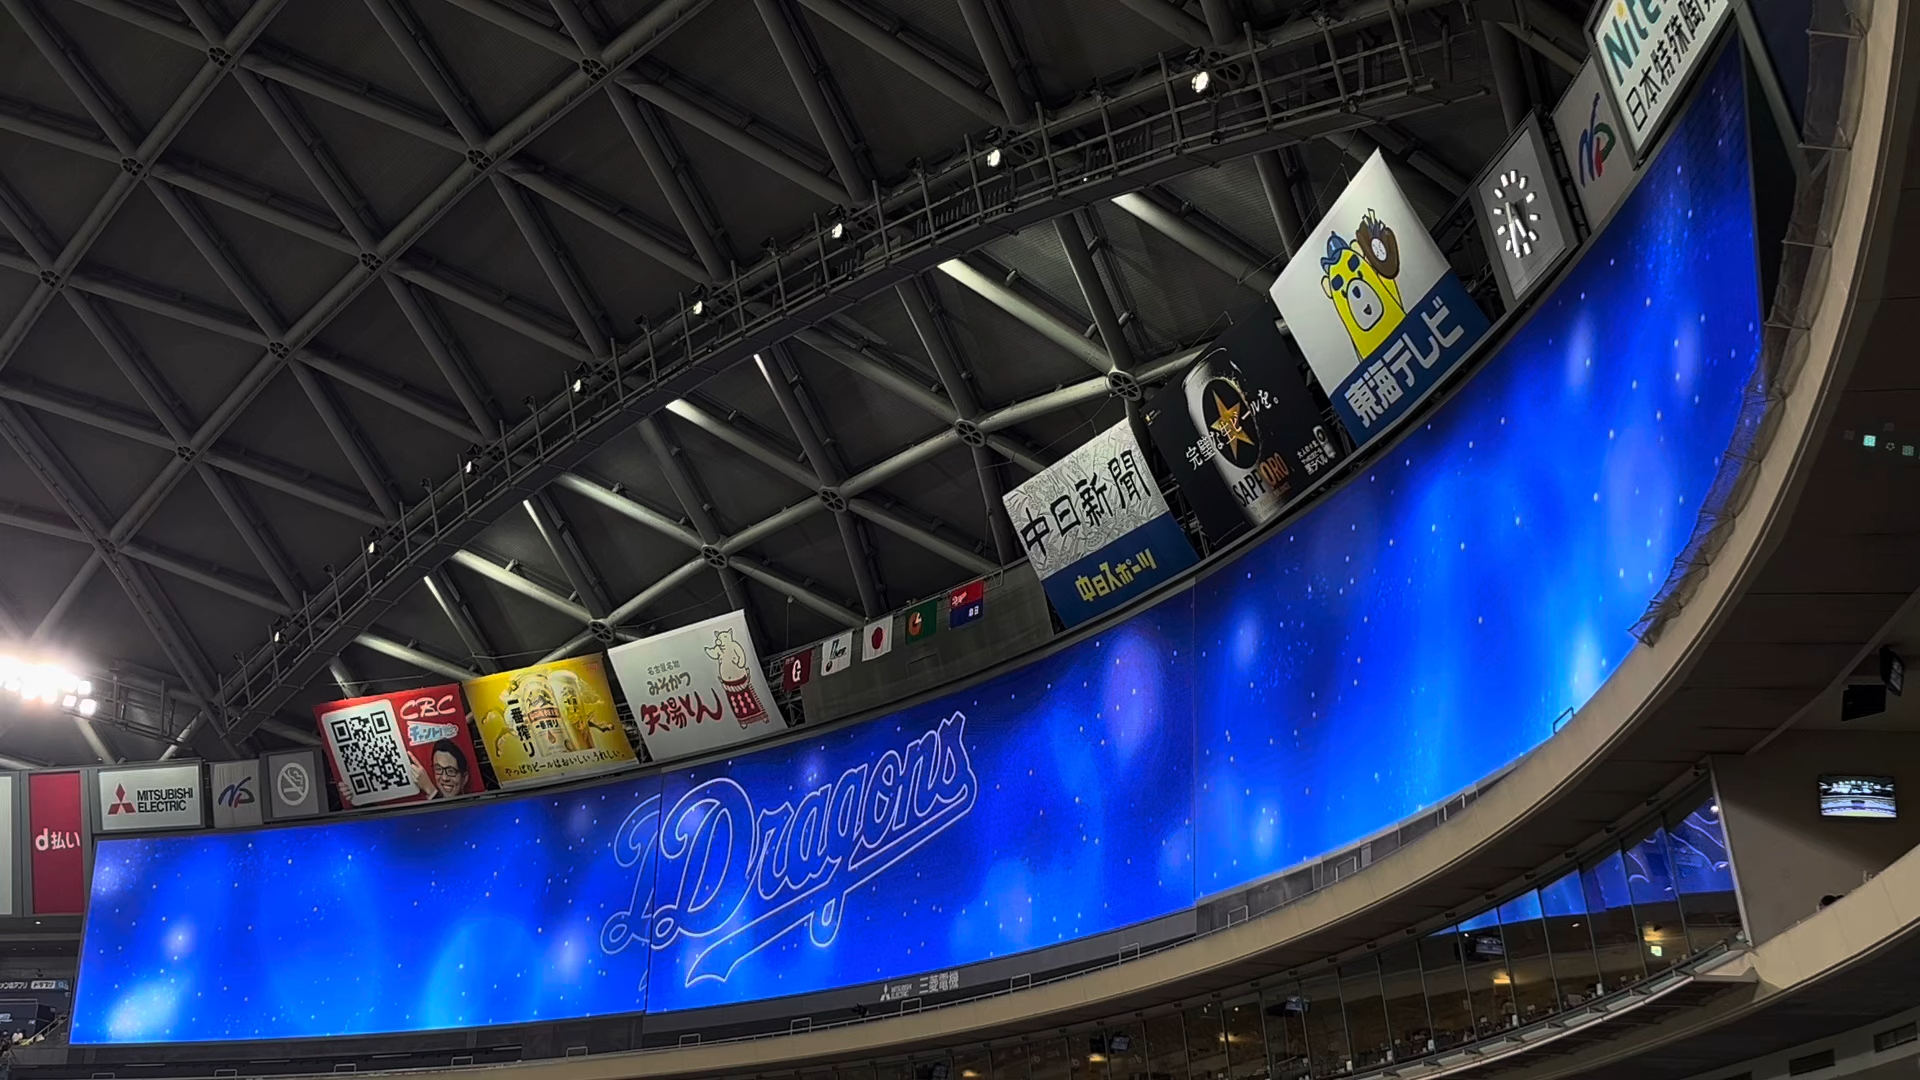 Nite
日本特殊陶業
東海テレビ
完璧な生ビールを。
SAPPORO
中日新聞
中日スポーツ
名古屋名物
みそかつ
矢場とん
G
一番搾り
やっぱりビールはおいしい、うれしい。
CBC
チャント!
MITSUBISHI
ELECTRIC
d払い
Dragons
MITSUBISHI
ELECTRIC
三菱電機